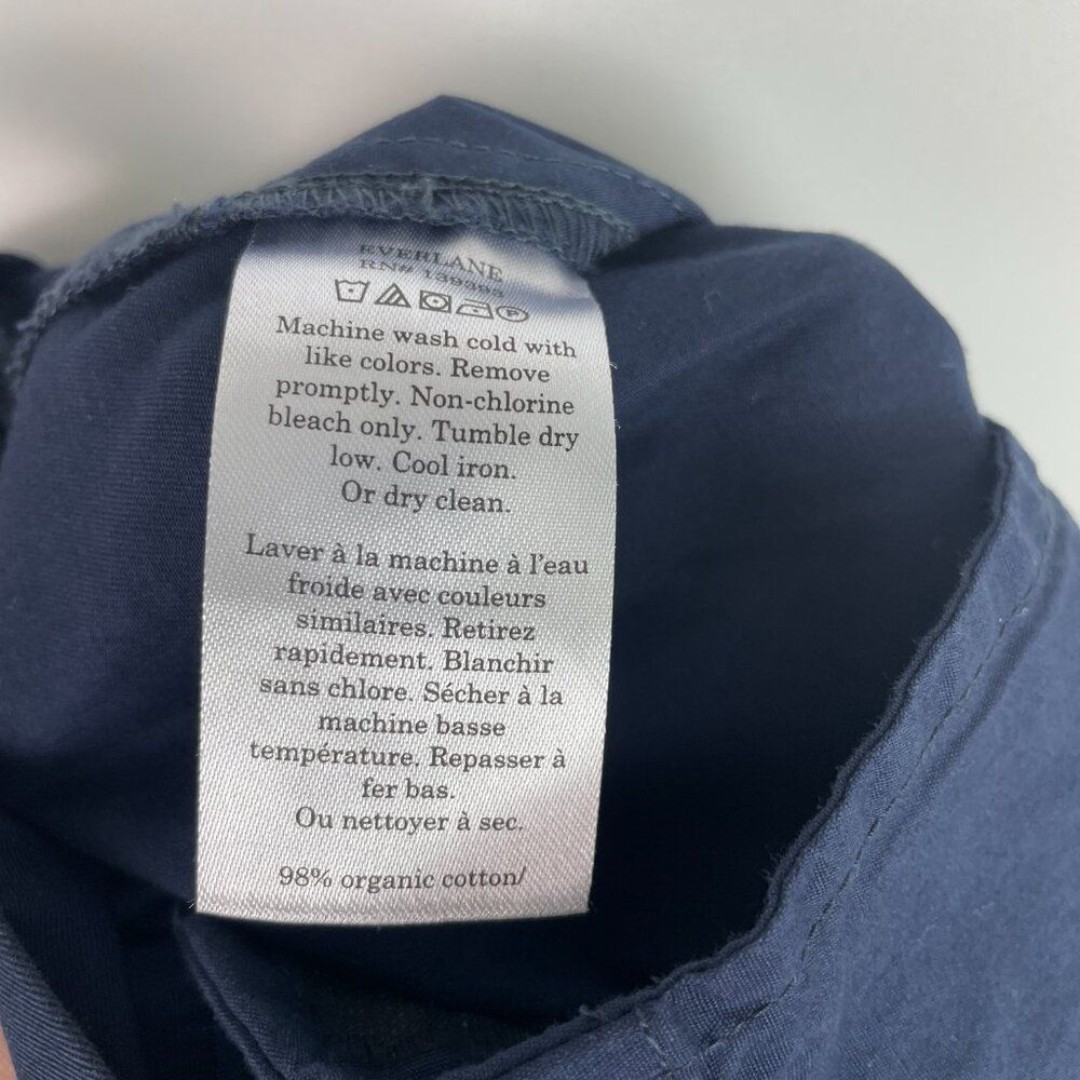 EVERLANE
RN# 139393
P
Machine wash cold with
like colors. Remove
promptly. Non-chlorine
bleach only. Tumble dry
low. Cool iron.
Or dry clean.
Laver à la machine à l'eau
froide avec couleurs
similaires. Retirez
rapidement. Blanchir
sans chlore. Sécher à la
machine basse
température. Repasser à
fer bas.
Ou nettoyer à sec.
98% organic cotton/